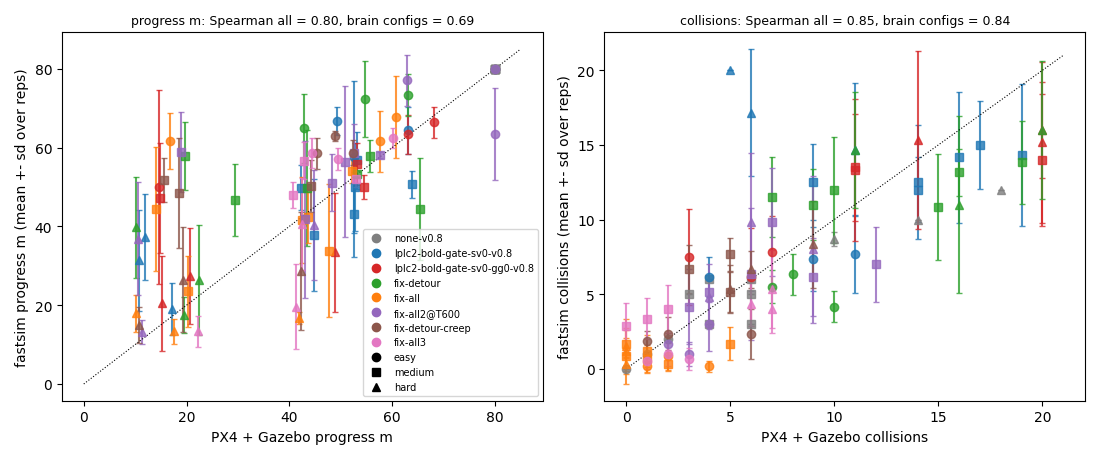 progress m: Spearman all = 0.80, brain configs = 0.69
fastsim progress m (mean +- sd over reps)
80
60
40
20
0
0
20
40
60
80
PX4 + Gazebo progress m
none-v0.8
lplc2-bold-gate-sv0-v0.8
lplc2-bold-gate-sv0-gg0-v0.8
fix-detour
fix-all
fix-all2@T600
fix-detour-creep
fix-all3
easy
medium
hard
collisions: Spearman all = 0.85, brain configs = 0.84
fastsim collisions (mean +- sd over reps)
20
15
10
5
0
0
5
10
15
20
PX4 + Gazebo collisions